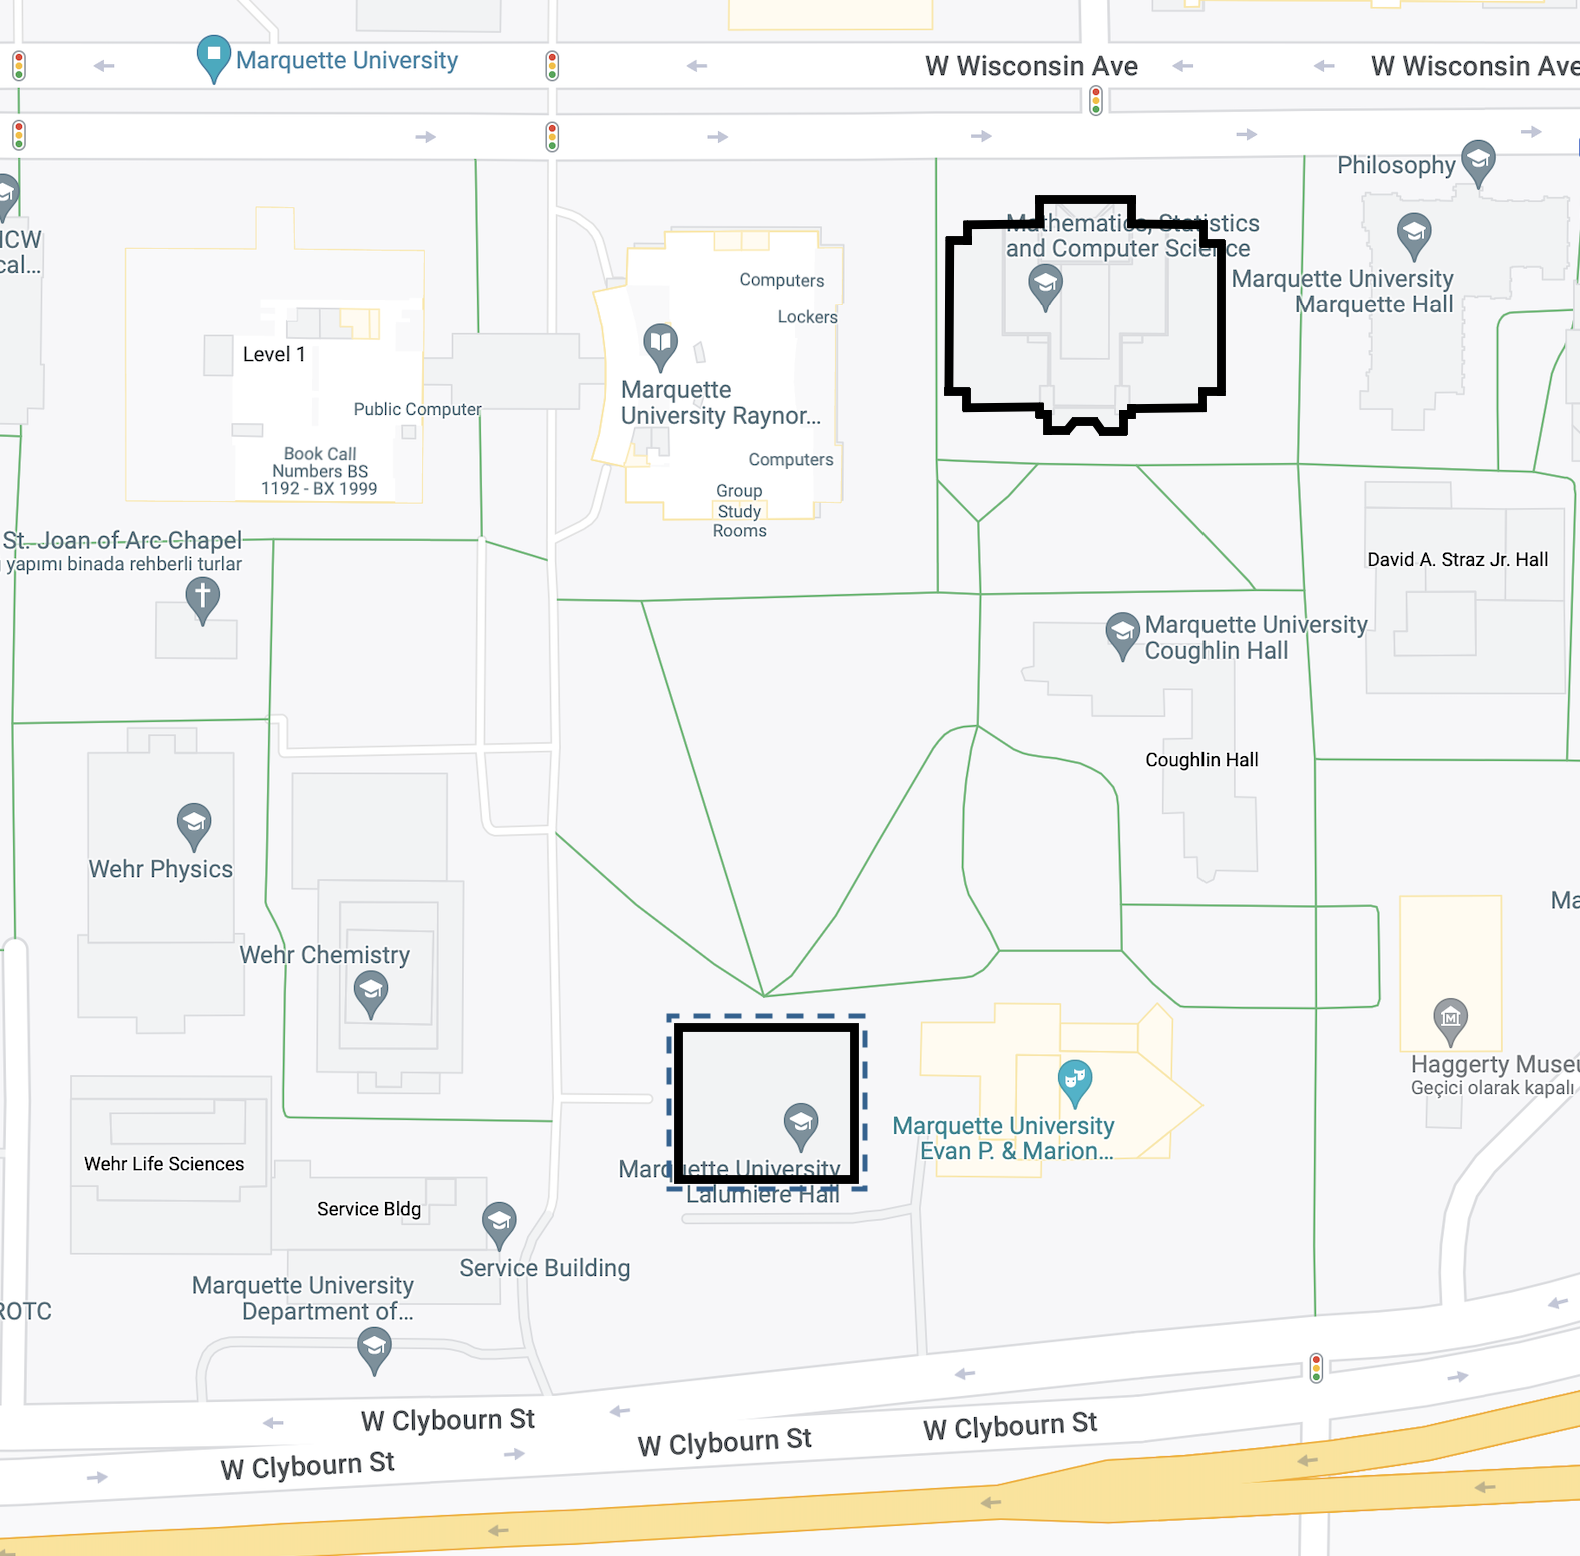 Marquette University
W Wisconsin Ave
W Wisconsin Ave
Philosophy
Mathematics, Statistics
and Computer Science
Marquette University
Marquette Hall
ICW
cal...
Computers
Lockers
Level 1
Marquette
University Raynor...
Public Computer
Book Call
Numbers BS
1192 - BX 1999
Computers
Group
Study
Rooms
St. Joan of Arc Chapel
yapımı binada rehberli turlar
David A. Straz Jr. Hall
Marquette University
Coughlin Hall
Coughlin Hall
Wehr Physics
Ma
Wehr Chemistry
Haggerty Museu
Geçici olarak kapalı
M
Marquette University
Evan P. & Marion...
Wehr Life Sciences
Marquette University
Lalumiere Hall
Service Bldg
Service Building
Marquette University
Department of...
ROTC
W Clybourn St
W Clybourn St
W Clybourn St
W Clybourn St